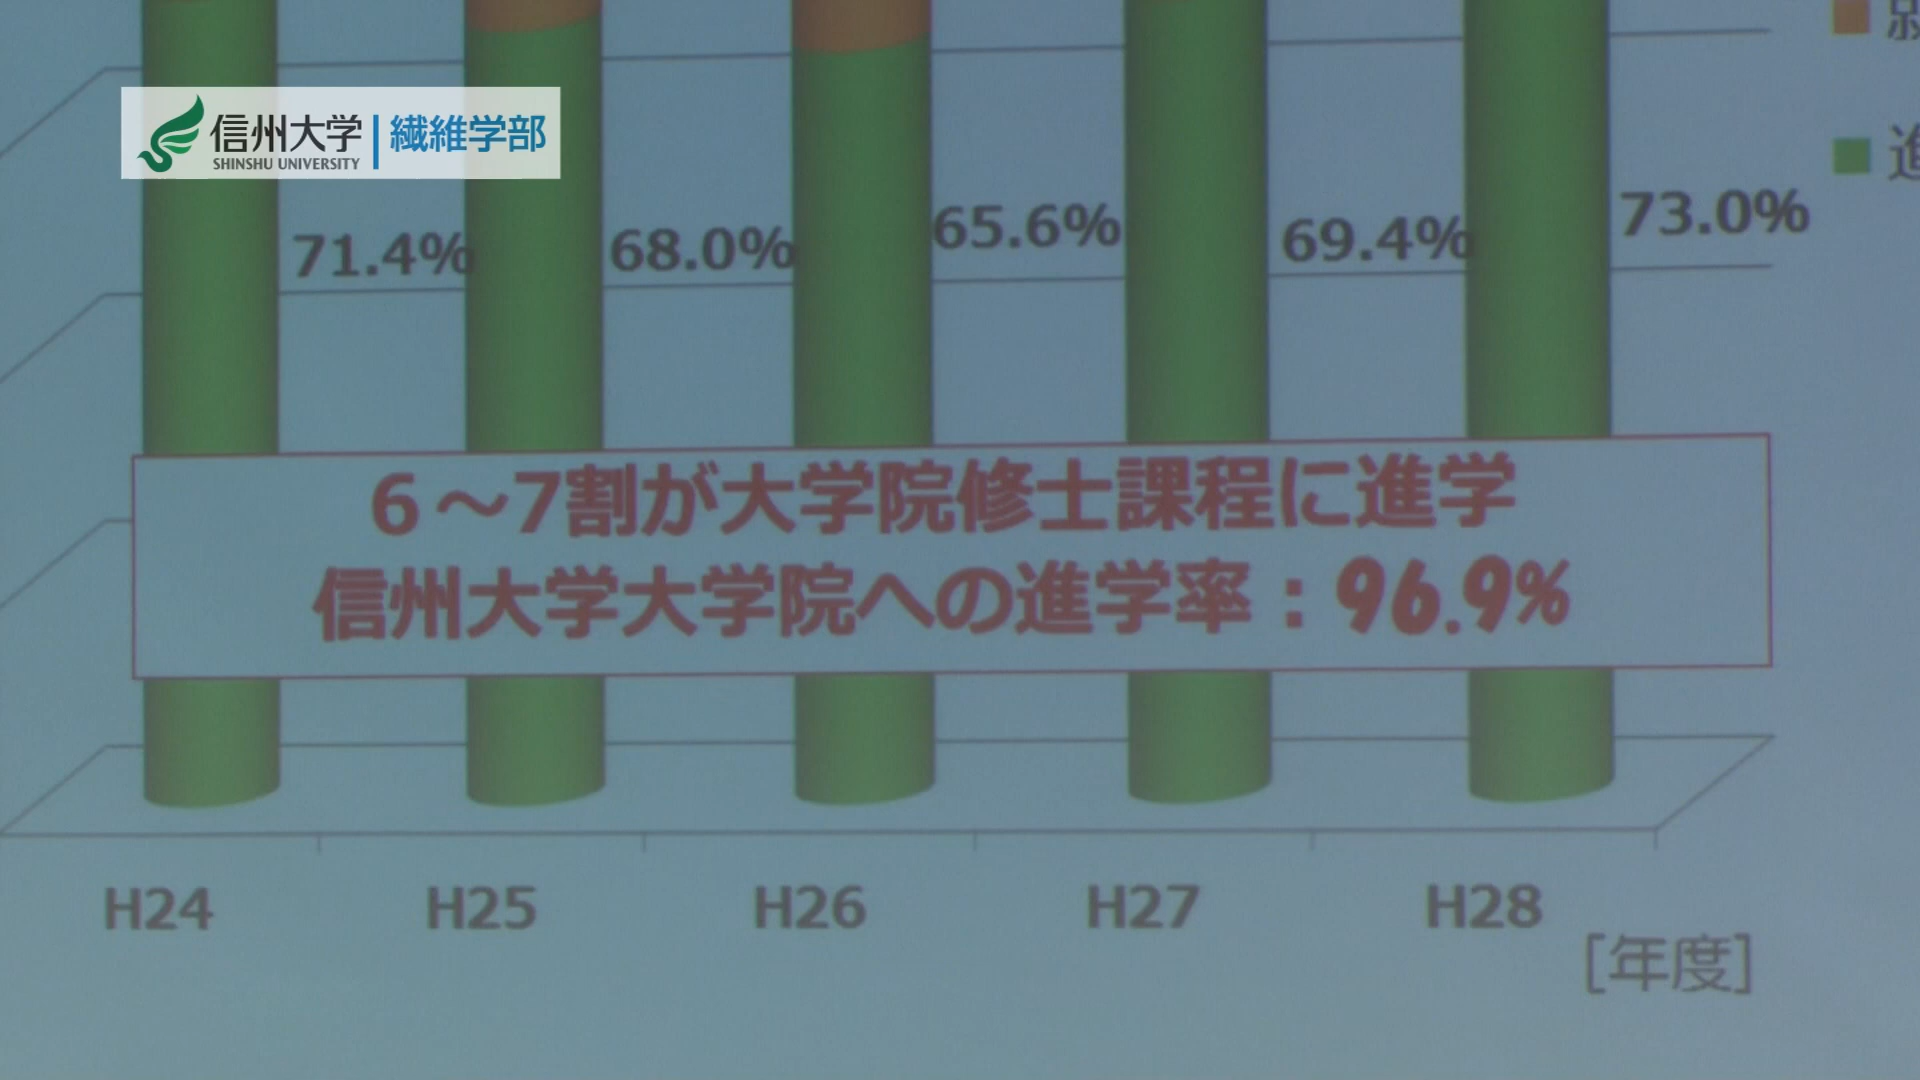 信州大学 | 繊維学部
SHINSHU UNIVERSITY
71.4% 68.0% 65.6% 69.4% 73.0%
6～7割が大学院修士課程に進学
信州大学大学院への進学率：96.9%
H24 H25 H26 H27 H28
[年度]